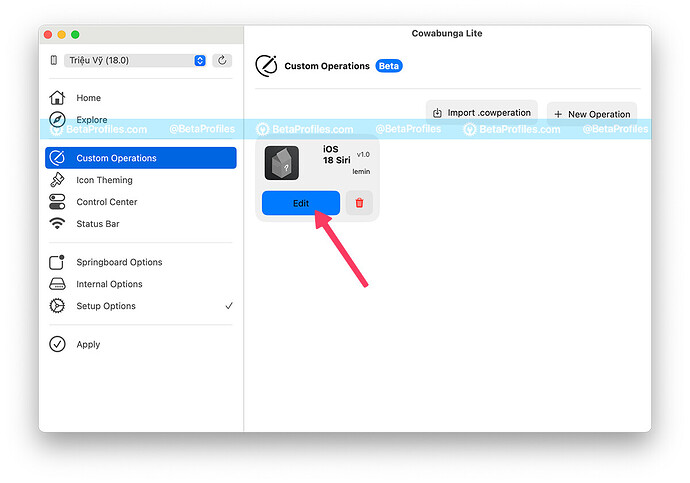 Cowabunga Lite
Triệu Vỹ (18.0)
Home
Explore
Custom Operations
Icon Theming
Control Center
Status Bar
Springboard Options
Internal Options
Setup Options
Apply
Custom Operations Beta
Import .cowperation
New Operation
BetaProfiles.com @BetaProfiles BetaProfiles.com @BetaProfiles BetaProfiles.com @BetaProfiles
iOS v1.0
18 Siri
lemin
Edit